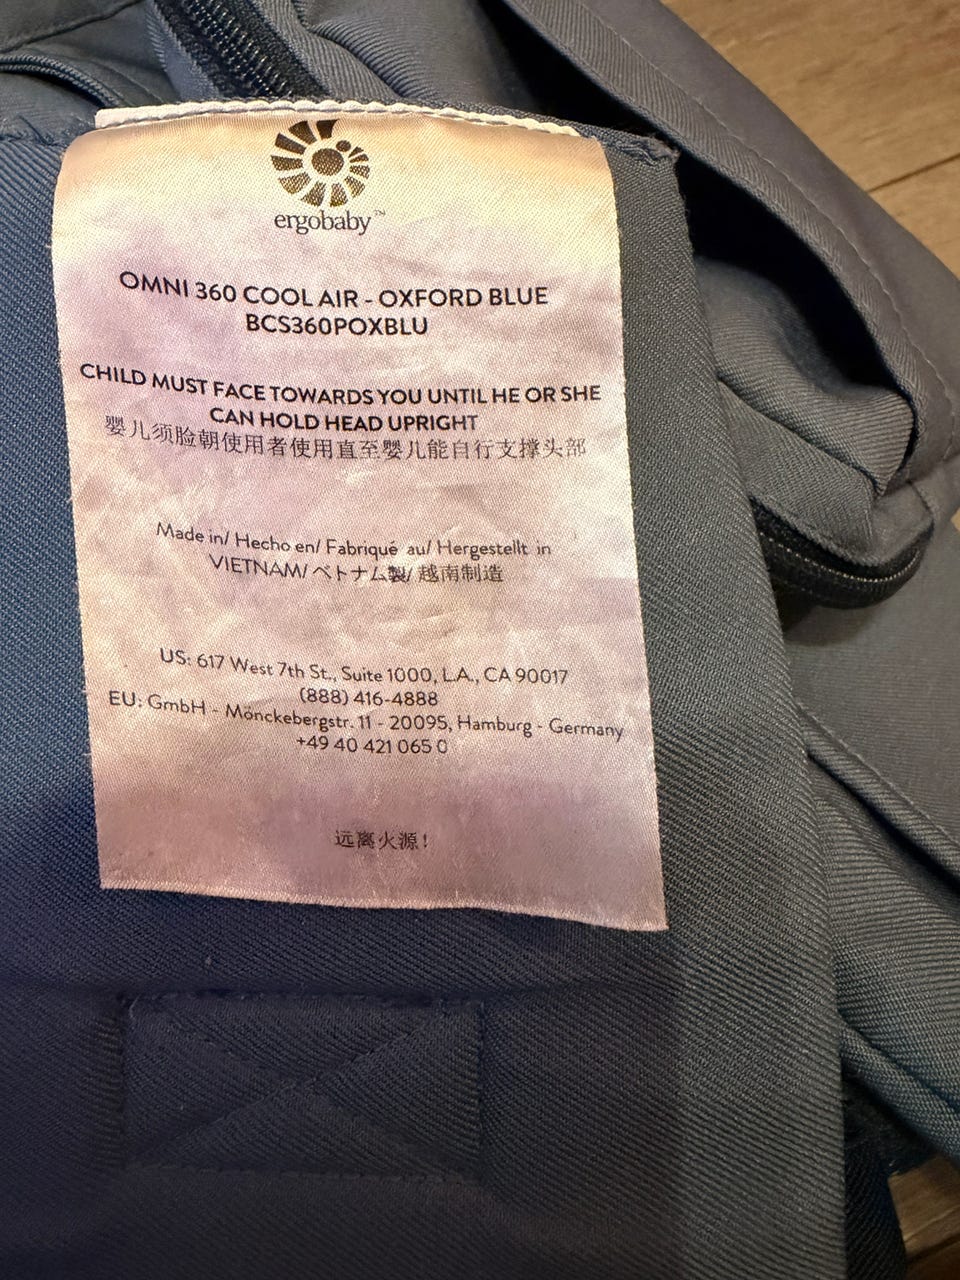 ergobaby™
OMNI 360 COOL AIR - OXFORD BLUE
BCS360POXBLU
CHILD MUST FACE TOWARDS YOU UNTIL HE OR SHE
CAN HOLD HEAD UPRIGHT
婴儿须脸朝使用者使用直至婴儿能自行支撑头部
Made in/ Hecho en/ Fabriqué au/ Hergestellt in
VIETNAM/ ベトナム製/ 越南制造
US: 617 West 7th St., Suite 1000, L.A., CA 90017
(888) 416-4888
EU: GmbH - Mönckebergstr. 11 - 20095, Hamburg - Germany
+49 40 421 065 0
远离火源！